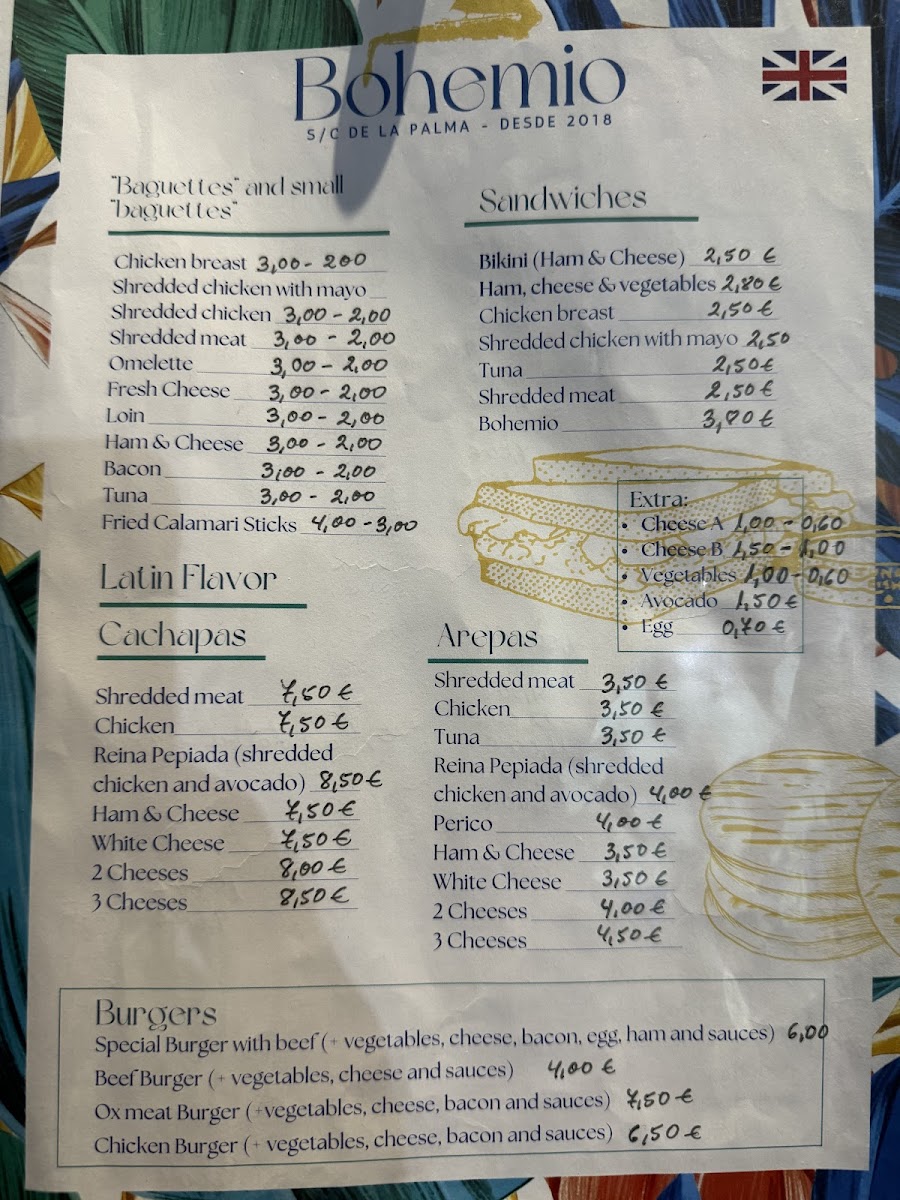 Bohemio
S/C DE LA PALMA - DESDE 2018
"Baguettes" and small
"baguettes"
Chicken breast 3,00 - 200
Shredded chicken with mayo
Shredded chicken 3,00 - 2,00
Shredded meat 3,00 - 2,00
Omelette 3,00 - 2,00
Fresh Cheese 3,00 - 2,00
Loin 3,00 - 2,00
Ham & Cheese 3,00 - 2,00
Bacon 3,00 - 2,00
Tuna 3,00 - 2,00
Fried Calamari Sticks 4,00 - 3,00
Sandwiches
Bikini (Ham & Cheese) 2,50 €
Ham, cheese & vegetables 2,80 €
Chicken breast 2,50 €
Shredded chicken with mayo 2,50
Tuna 2,50 €
Shredded meat 2,50 €
Bohemio
Extra:
• Cheese A 1,00 - 0,60
• Cheese B 1,50 - 1,00
• Vegetables 1,00 - 0,60
• Avocado 1,50 €
• Egg 0,70 €
Latin Flavor
Cachapas
Shredded meat 7,50 €
Chicken 7,50 €
Reina Pepiada (shredded
chicken and avocado) 8,50 €
Ham & Cheese 7,50 €
White Cheese 7,50 €
2 Cheeses 8,00 €
3 Cheeses 8,50 €
Arepas
Shredded meat 3,50 €
Chicken 3,50 €
Tuna 3,50 €
Reina Pepiada (shredded
chicken and avocado) 4,00 €
Perico 4,00 €
Ham & Cheese 3,50 €
White Cheese 3,50 €
2 Cheeses 4,00 €
3 Cheeses 4,50 €
Burgers
Special Burger with beef (+ vegetables, cheese, bacon, egg, ham and sauces) 6,00
Beef Burger (+ vegetables, cheese and sauces) 4,00 €
Ox meat Burger (+vegetables, cheese, bacon and sauces) 7,50 €
Chicken Burger (+ vegetables, cheese, bacon and sauces) 6,50 €